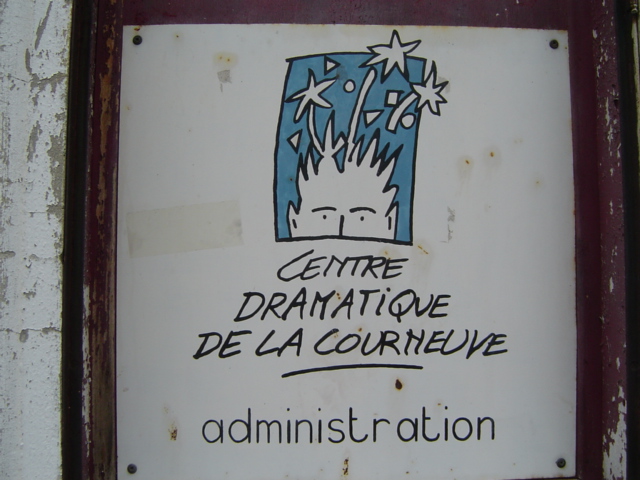 CENTRE
DRAMATiQUE
DE LA COURNEUVE
administration